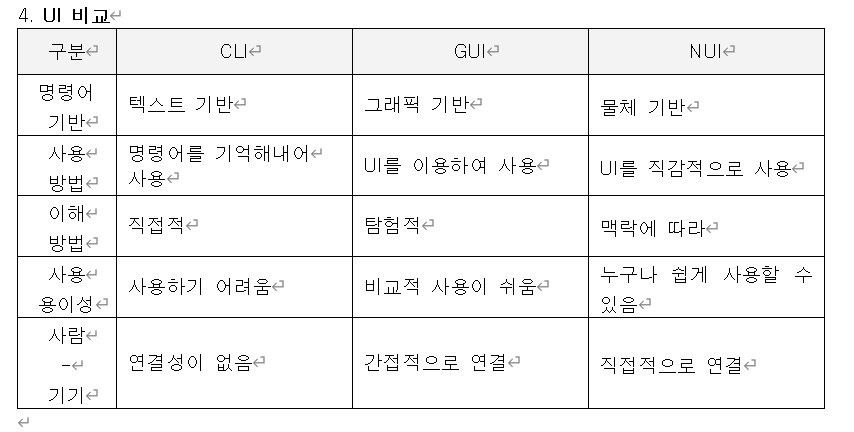 4. UI 비교
구분 CLI GUI NUI
명령어
기반
텍스트 기반
그래픽 기반
물체 기반
사용
방법
명령어를 기억해내어
사용
UI를 이용하여 사용
UI를 직감적으로 사용
이해
방법
직접적
탐험적
맥락에 따라
사용
용이성
사용하기 어려움
비교적 사용이 쉬움
누구나 쉽게 사용할 수
있음
사람
-
기기
연결성이 없음
간접적으로 연결
직접적으로 연결